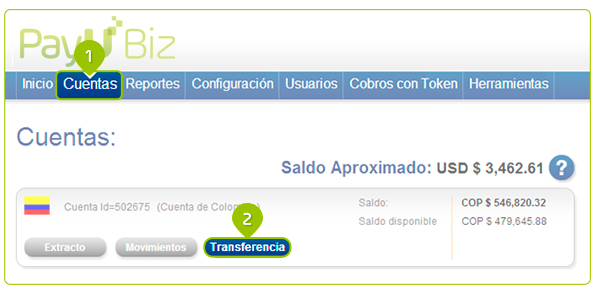 PayU Biz
1
Inicio Cuentas Reportes Configuración Usuarios Cobros con Token Herramientas
Cuentas:
Saldo Aproximado: USD $ 3,462.61 ?
Cuenta Id=502675 (Cuenta de Colombia)
Saldo: COP $ 546,820.32
2
Saldo disponible COP $ 479,645.88
Extracto Movimientos Transferencia